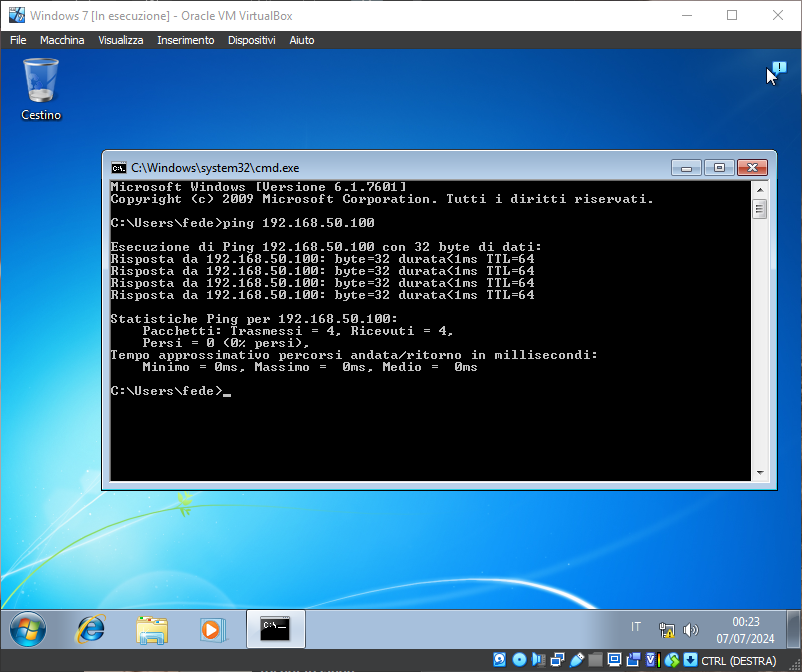 Windows 7 [In esecuzione] - Oracle VM VirtualBox
File Macchina Visualizza Inserimento Dispositivi Aiuto
Cestino
C:\Windows\system32\cmd.exe
Microsoft Windows [Versione 6.1.7601]
Copyright (c) 2009 Microsoft Corporation. Tutti i diritti riservati.
C:\Users\fede>ping 192.168.50.100
Esecuzione di Ping 192.168.50.100 con 32 byte di dati:
Risposta da 192.168.50.100: byte=32 durata<1ms TTL=64
Risposta da 192.168.50.100: byte=32 durata<1ms TTL=64
Risposta da 192.168.50.100: byte=32 durata<1ms TTL=64
Risposta da 192.168.50.100: byte=32 durata<1ms TTL=64
Statistiche Ping per 192.168.50.100:
Pacchetti: Trasmessi = 4, Ricevuti = 4,
Persi = 0 (0% persi),
Tempo approssimativo percorsi andata/ritorno in millisecondi:
Minimo = 0ms, Massimo =  0ms, Medio =  0ms
C:\Users\fede>_
IT
00:23
07/07/2024
CTRL (DESTRA)